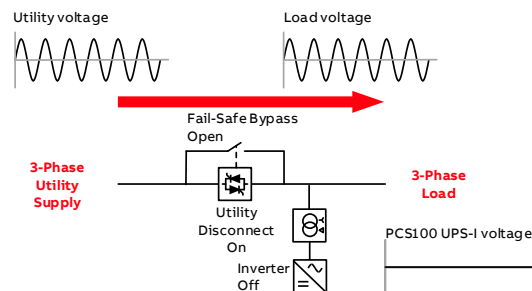 Utility voltage
Load voltage
Fail-Safe Bypass
Open
3-Phase
Utility
Supply
3-Phase
Load
Utility
Disconnect
On
PCS100 UPS-I voltage
Inverter
Off